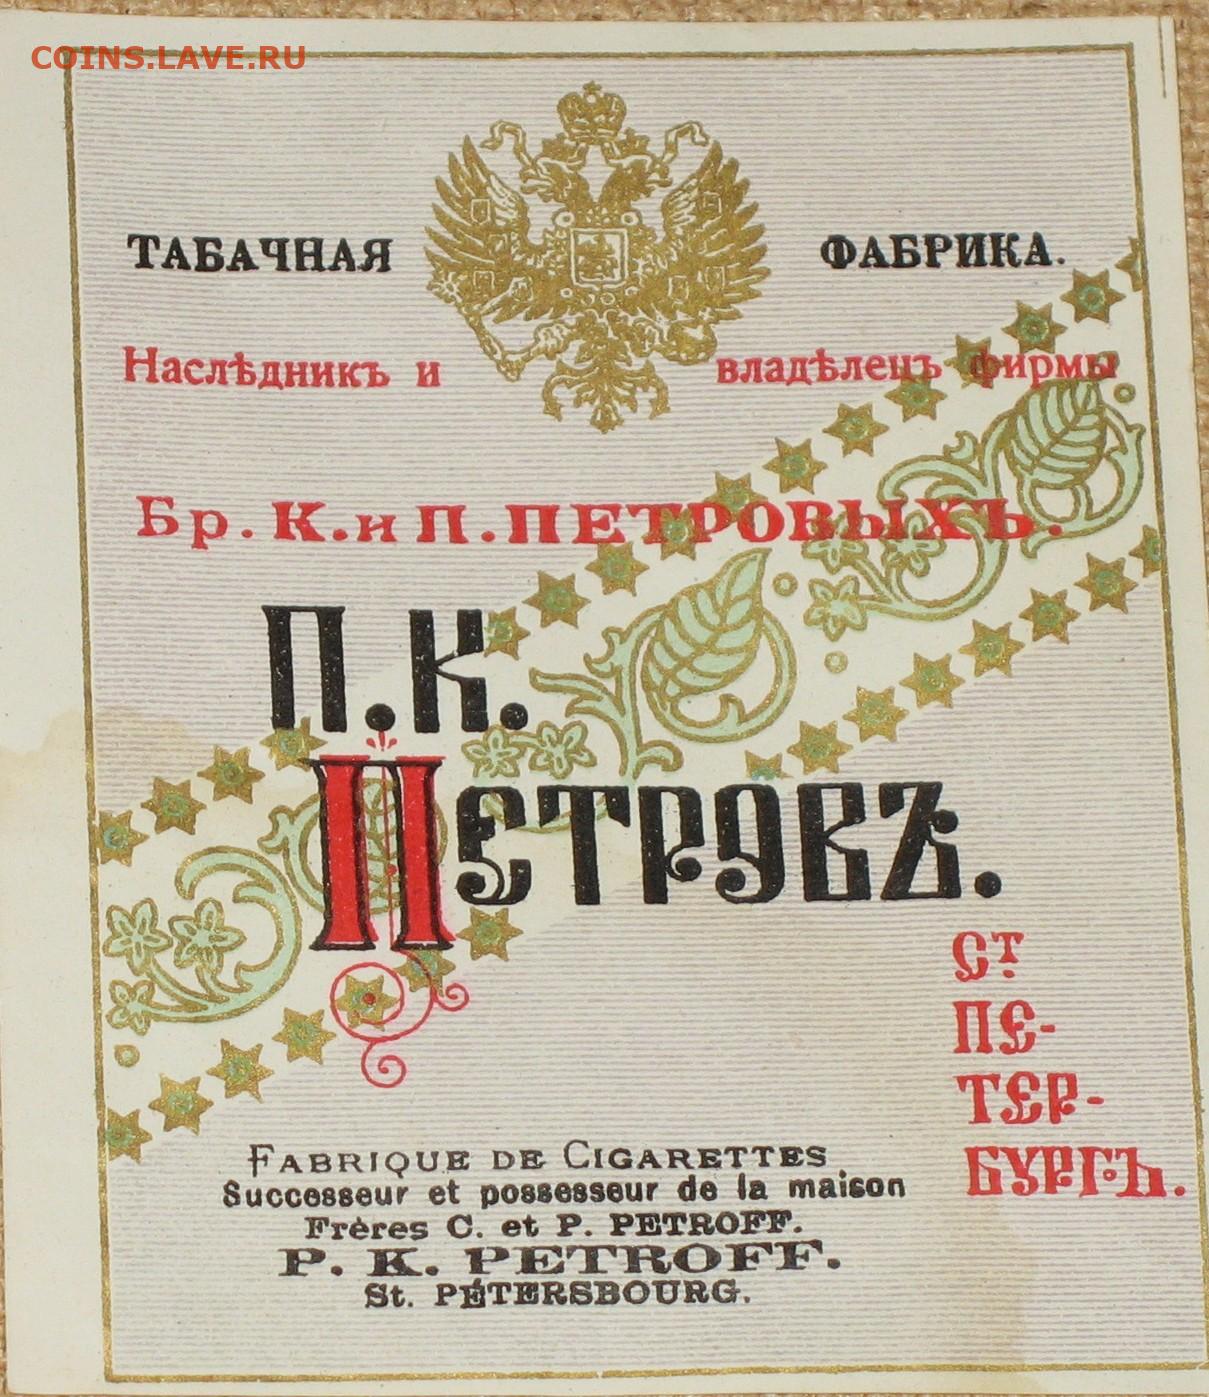 COINS.LAVE.RU
ТАБАЧНАЯ ФАБРИКА.
Наслѣдникъ и владѣлецъ фирмы
Бр. К. и П. ПЕТРОВЫХЪ.
П. К.
Петровъ.
Ст
ПЕ-
ТЕР-
БУРГЪ.
FABRIQUE DE CIGARETTES
Successeur et possesseur de la maison
Frères C. et P. PETROFF.
P. K. PETROFF.
St. PÉTERSBOURG.